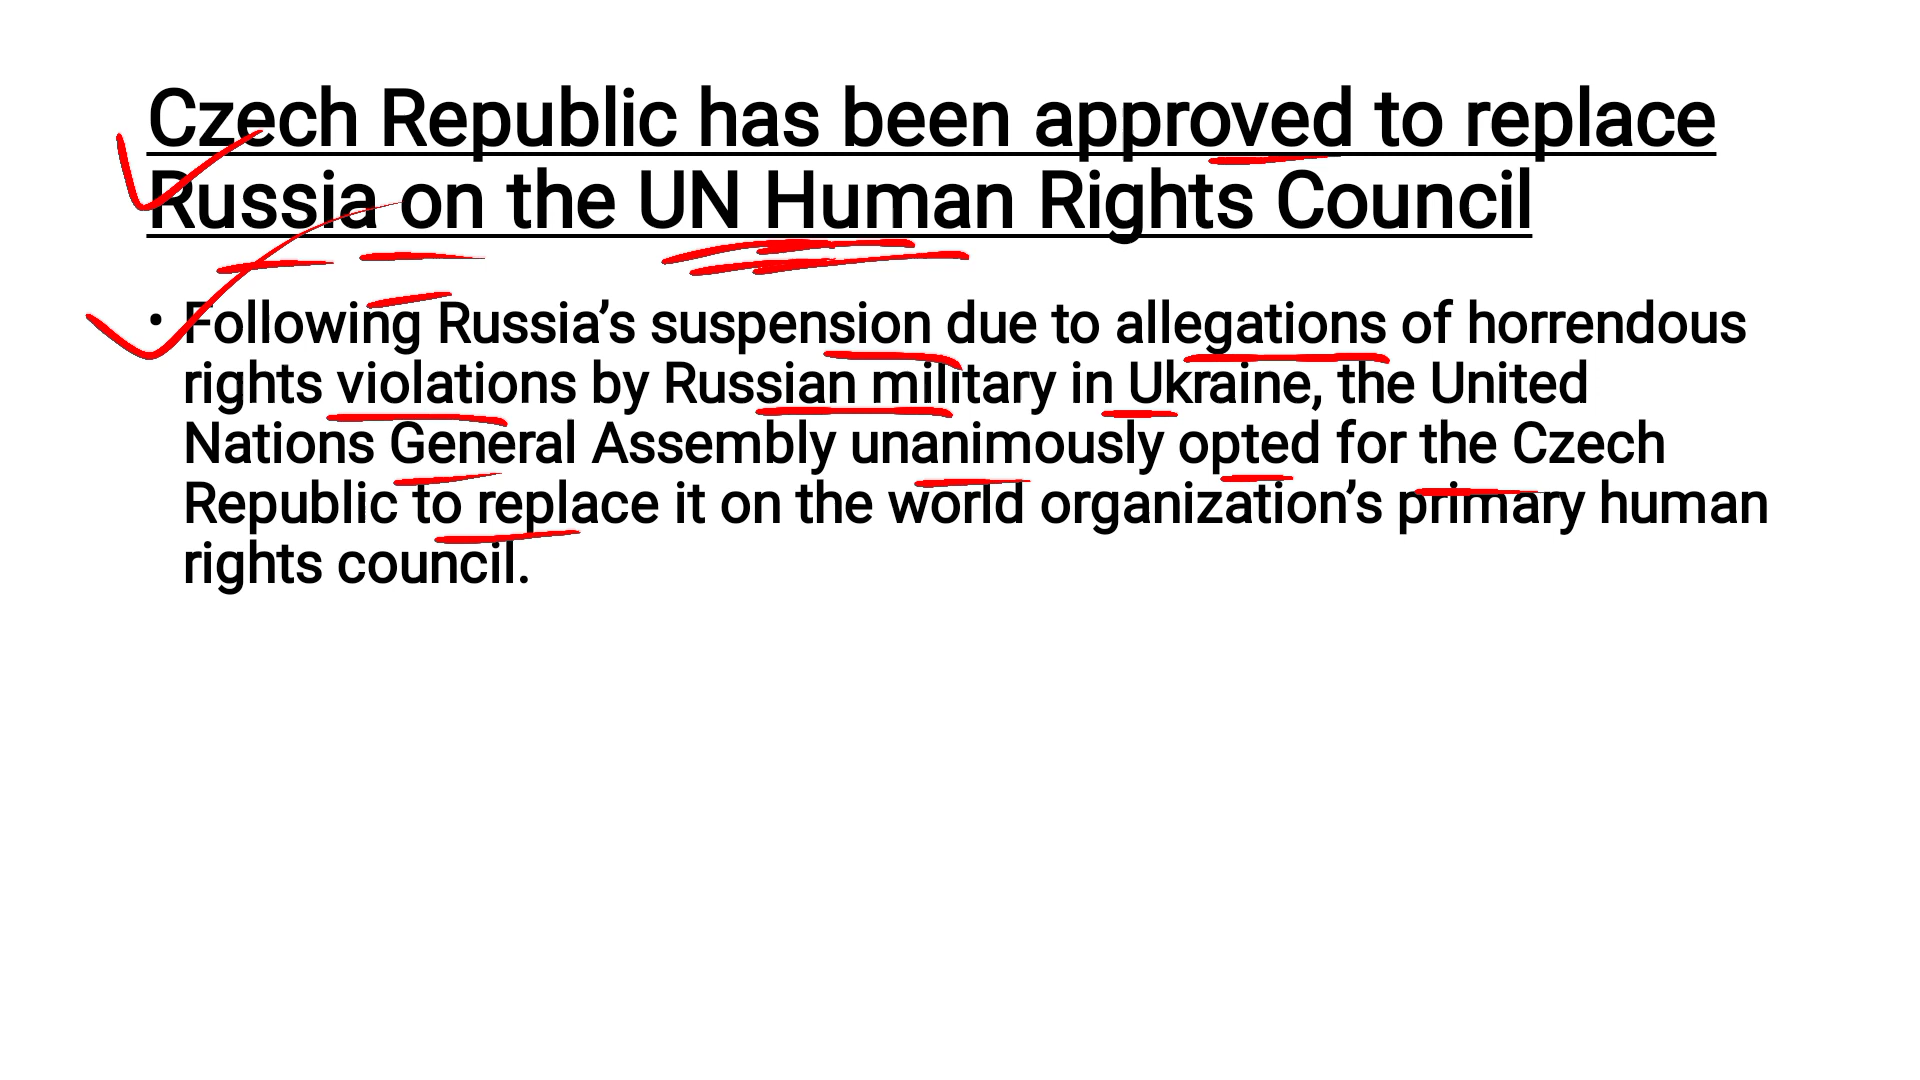 Czech Republic has been approved to replace
Russia on the UN Human Rights Council
• Following Russia’s suspension due to allegations of horrendous
rights violations by Russian military in Ukraine, the United
Nations General Assembly unanimously opted for the Czech
Republic to replace it on the world organization’s primary human
rights council.